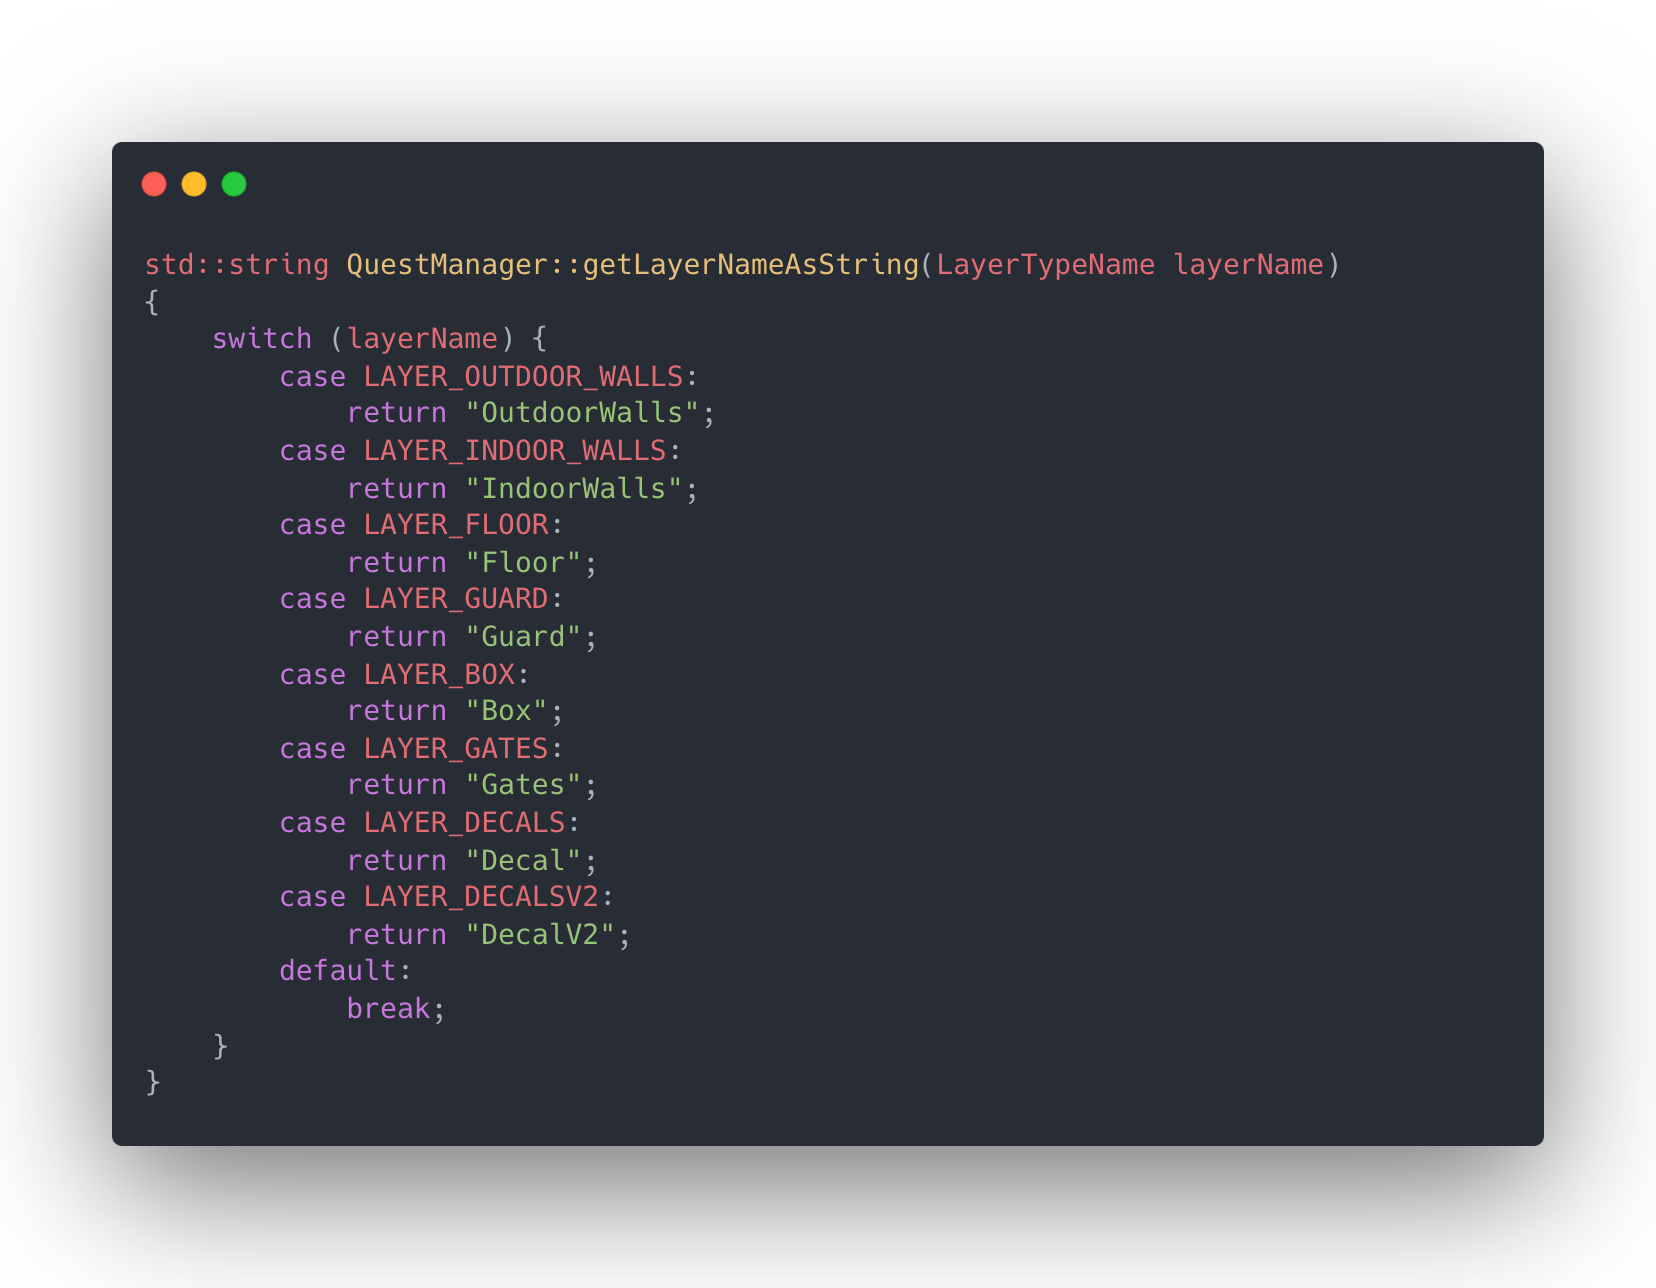 std::string QuestManager::getLayerNameAsString(LayerTypeName layerName)
{
    switch (layerName) {
        case LAYER_OUTDOOR_WALLS:
            return "OutdoorWalls";
        case LAYER_INDOOR_WALLS:
            return "IndoorWalls";
        case LAYER_FLOOR:
            return "Floor";
        case LAYER_GUARD:
            return "Guard";
        case LAYER_BOX:
            return "Box";
        case LAYER_GATES:
            return "Gates";
        case LAYER_DECALS:
            return "Decal";
        case LAYER_DECALSV2:
            return "DecalV2";
        default:
            break;
    }
}